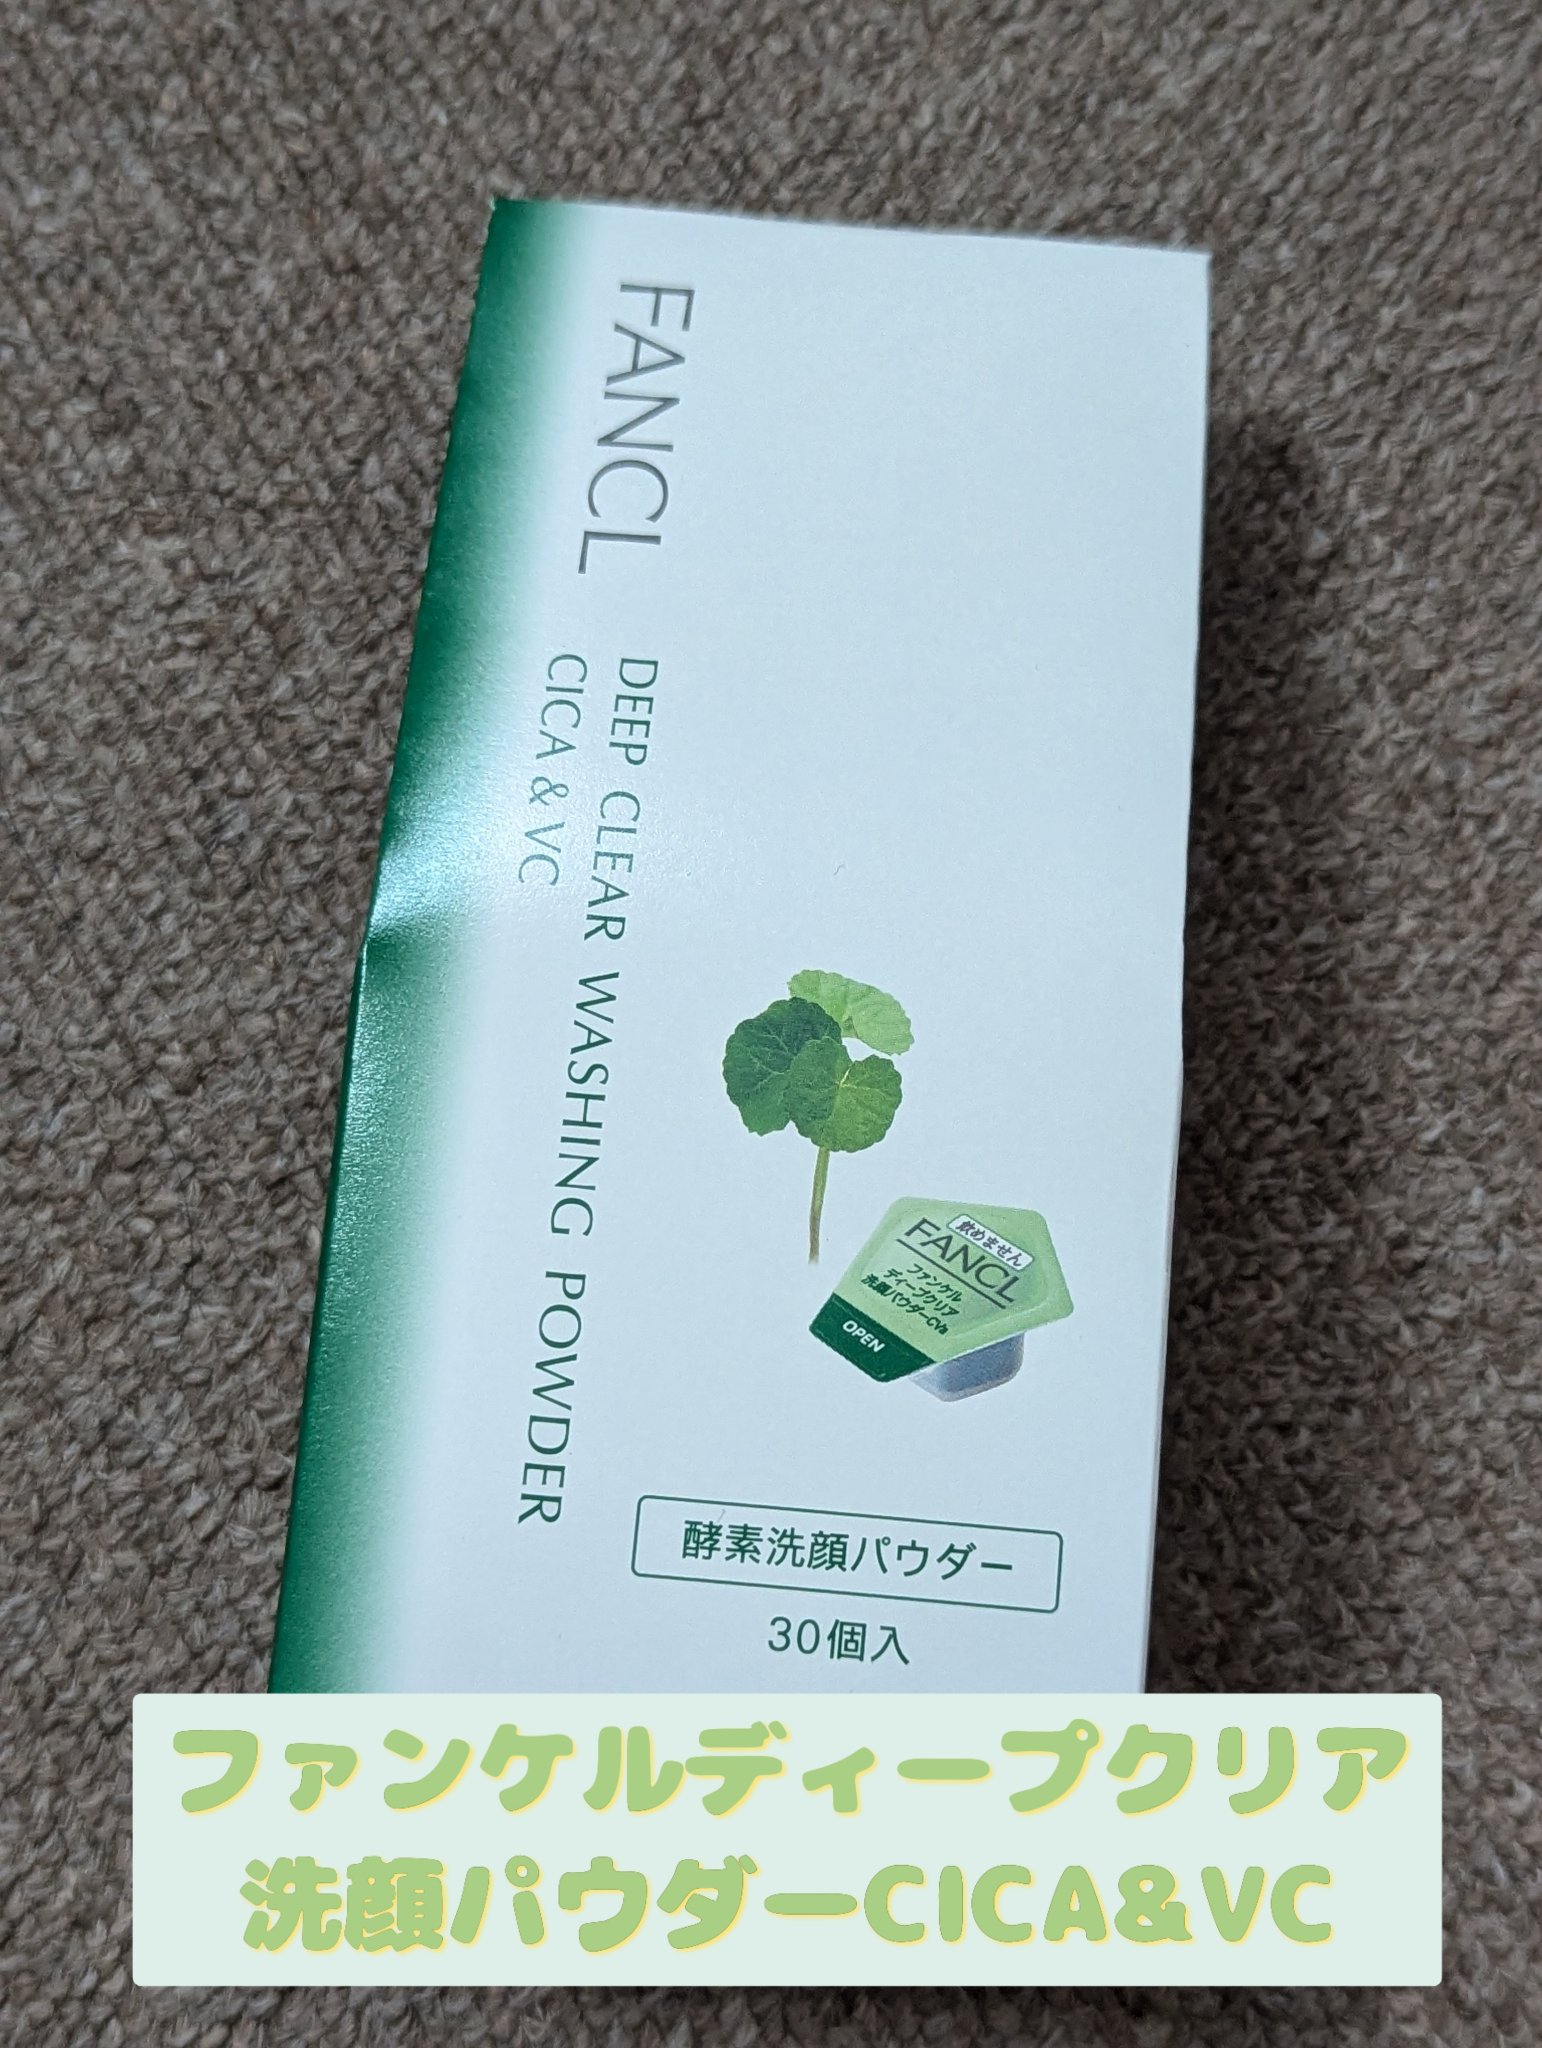 FANCL
DEEP CLEAR WASHING POWDER
CICA & VC
飲めません
FANCL
ファンケル
ディープクリア
洗顔パウダーCVa
OPEN
酵素洗顔パウダー
30個入
ファンケルディープクリア
洗顔パウダーCICA&VC